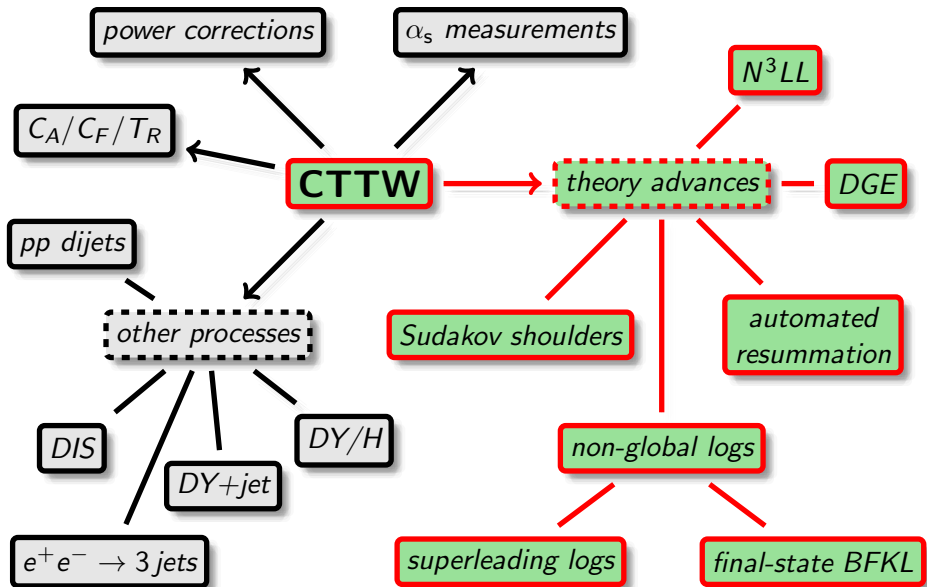 power corrections
αs measurements
N³LL
CA/CF/TR
CTTW
theory advances
DGE
pp dijets
other processes
Sudakov shoulders
automated
resummation
DIS
DY+jet
DY/H
non-global logs
e⁺e⁻ → 3 jets
superleading logs
final-state BFKL